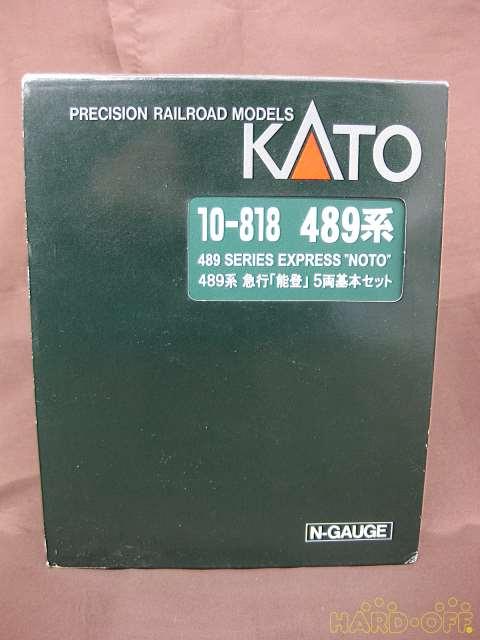 PRECISION RAILROAD MODELS
KATO
10-818 489系
489 SERIES EXPRESS "NOTO"
489系 急行「能登」5両基本セット
N-GAUGE
HARD・OFF